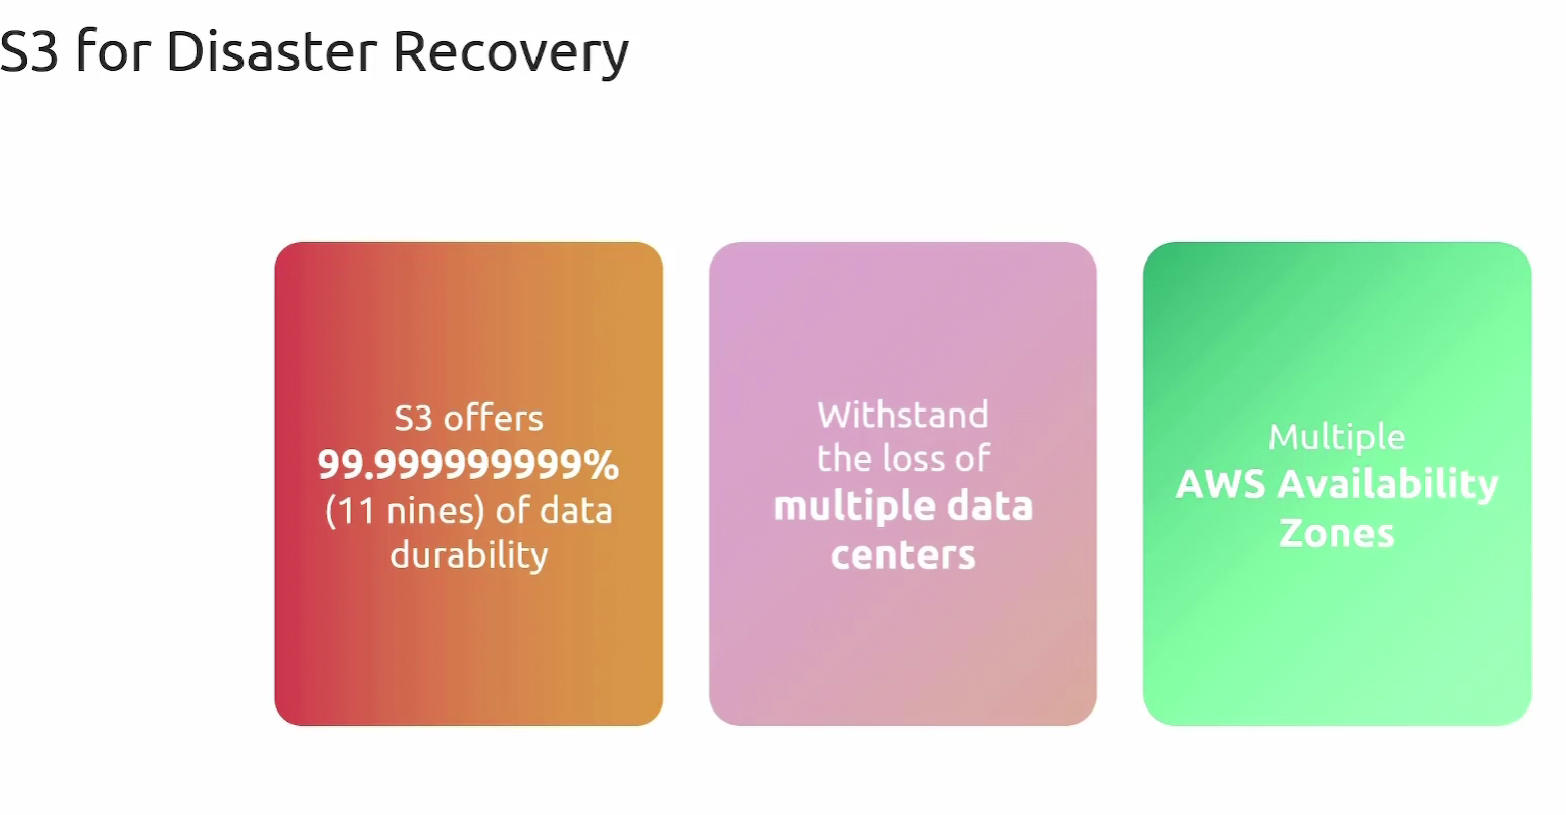 S3 for Disaster Recovery
S3 offers
99.999999999%
(11 nines) of data
durability
Withstand
the loss of
multiple data
centers
Multiple
AWS Availability
Zones